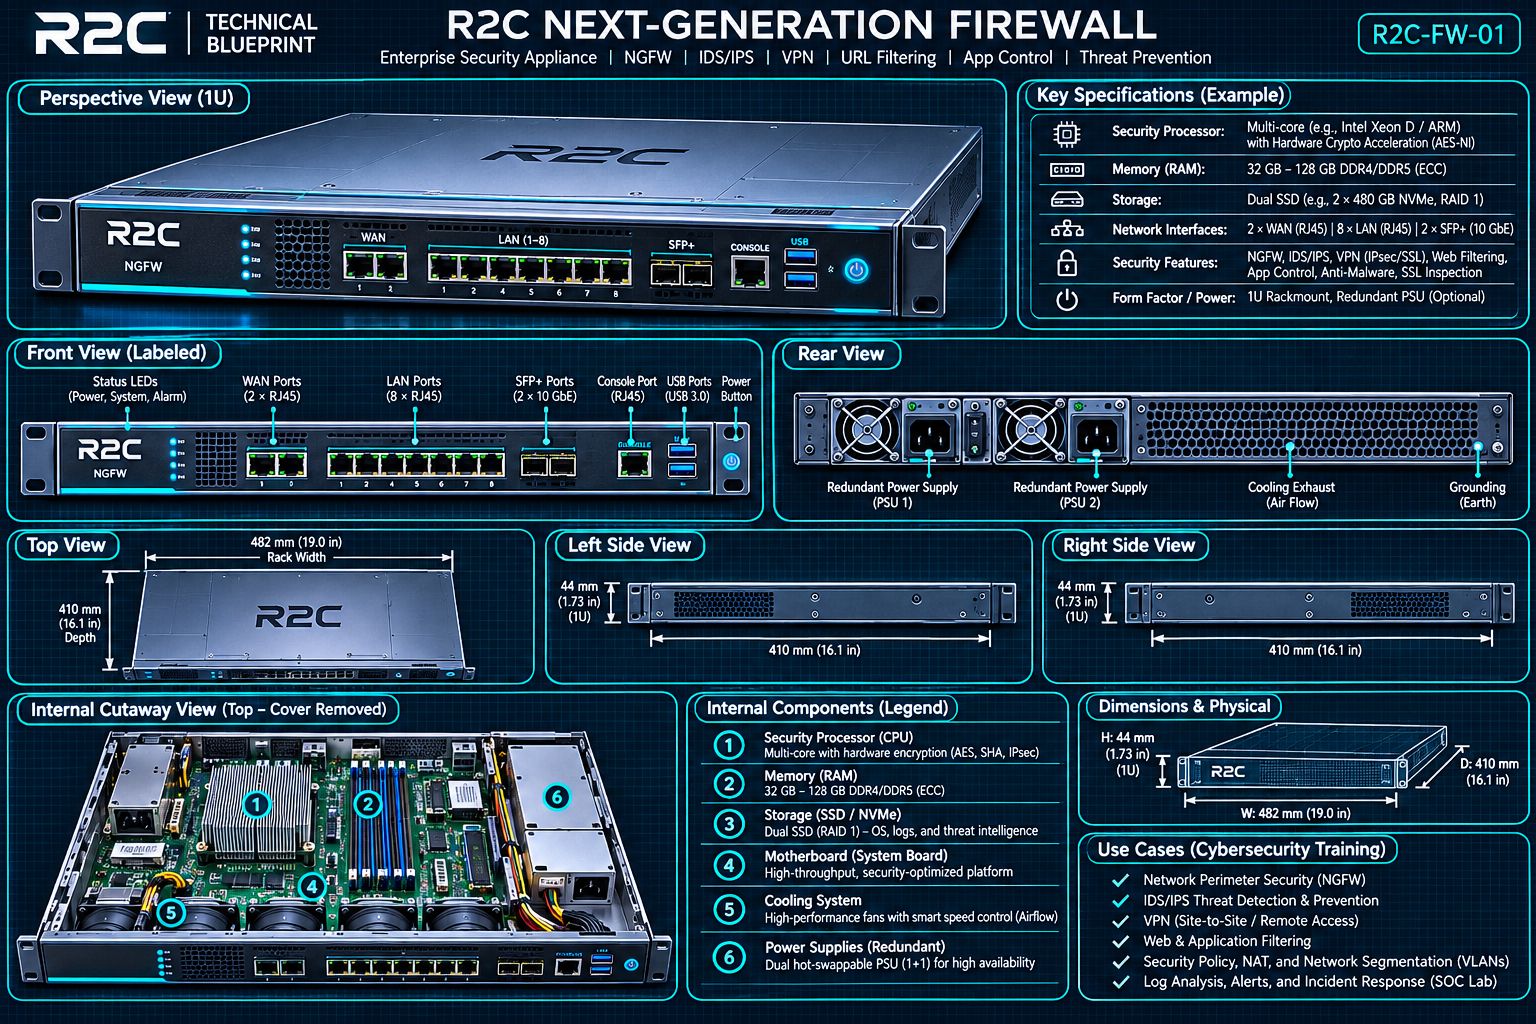 R2C
TECHNICAL
BLUEPRINT
R2C NEXT-GENERATION FIREWALL
Enterprise Security Appliance | NGFW | IDS/IPS | VPN | URL Filtering | App Control | Threat Prevention
R2C-FW-01
Perspective View (1U)
R2C
R2C
NGFW
WAN
1 2
LAN (1-8)
1 2 3 4 5 6 7 8
SFP+
CONSOLE
USB
Key Specifications (Example)
Security Processor: Multi-core (e.g., Intel Xeon D / ARM)
with Hardware Crypto Acceleration (AES-NI)
Memory (RAM): 32 GB – 128 GB DDR4/DDR5 (ECC)
Storage: Dual SSD (e.g., 2 × 480 GB NVMe, RAID 1)
Network Interfaces: 2 × WAN (RJ45) | 8 × LAN (RJ45) | 2 × SFP+ (10 GbE)
Security Features: NGFW, IDS/IPS, VPN (IPsec/SSL), Web Filtering,
App Control, Anti-Malware, SSL Inspection
Form Factor / Power: 1U Rackmount, Redundant PSU (Optional)
Front View (Labeled)
Status LEDs
(Power, System, Alarm)
WAN Ports
(2 × RJ45)
LAN Ports
(8 × RJ45)
SFP+ Ports
(2 × 10 GbE)
Console Port
(RJ45)
USB Ports
(USB 3.0)
Power
Button
R2C
NGFW
Rear View
Redundant Power Supply
(PSU 1)
Redundant Power Supply
(PSU 2)
Cooling Exhaust
(Air Flow)
Grounding
(Earth)
Top View
482 mm (19.0 in)
Rack Width
410 mm
(16.1 in)
Depth
R2C
Left Side View
44 mm
(1.73 in)
(1U)
410 mm (16.1 in)
Right Side View
44 mm
(1.73 in)
(1U)
410 mm (16.1 in)
Internal Cutaway View (Top – Cover Removed)
1
2
6
4
5
Internal Components (Legend)
1 Security Processor (CPU)
Multi-core with hardware encryption (AES, SHA, IPsec)
2 Memory (RAM)
32 GB – 128 GB DDR4/DDR5 (ECC)
3 Storage (SSD / NVMe)
Dual SSD (RAID 1) – OS, logs, and threat intelligence
4 Motherboard (System Board)
High-throughput, security-optimized platform
5 Cooling System
High-performance fans with smart speed control (Airflow)
6 Power Supplies (Redundant)
Dual hot-swappable PSU (1+1) for high availability
Dimensions & Physical
H: 44 mm
(1.73 in)
(1U)
R2C
D: 410 mm
(16.1 in)
W: 482 mm (19.0 in)
Use Cases (Cybersecurity Training)
Network Perimeter Security (NGFW)
IDS/IPS Threat Detection & Prevention
VPN (Site-to-Site / Remote Access)
Web & Application Filtering
Security Policy, NAT, and Network Segmentation (VLANs)
Log Analysis, Alerts, and Incident Response (SOC Lab)